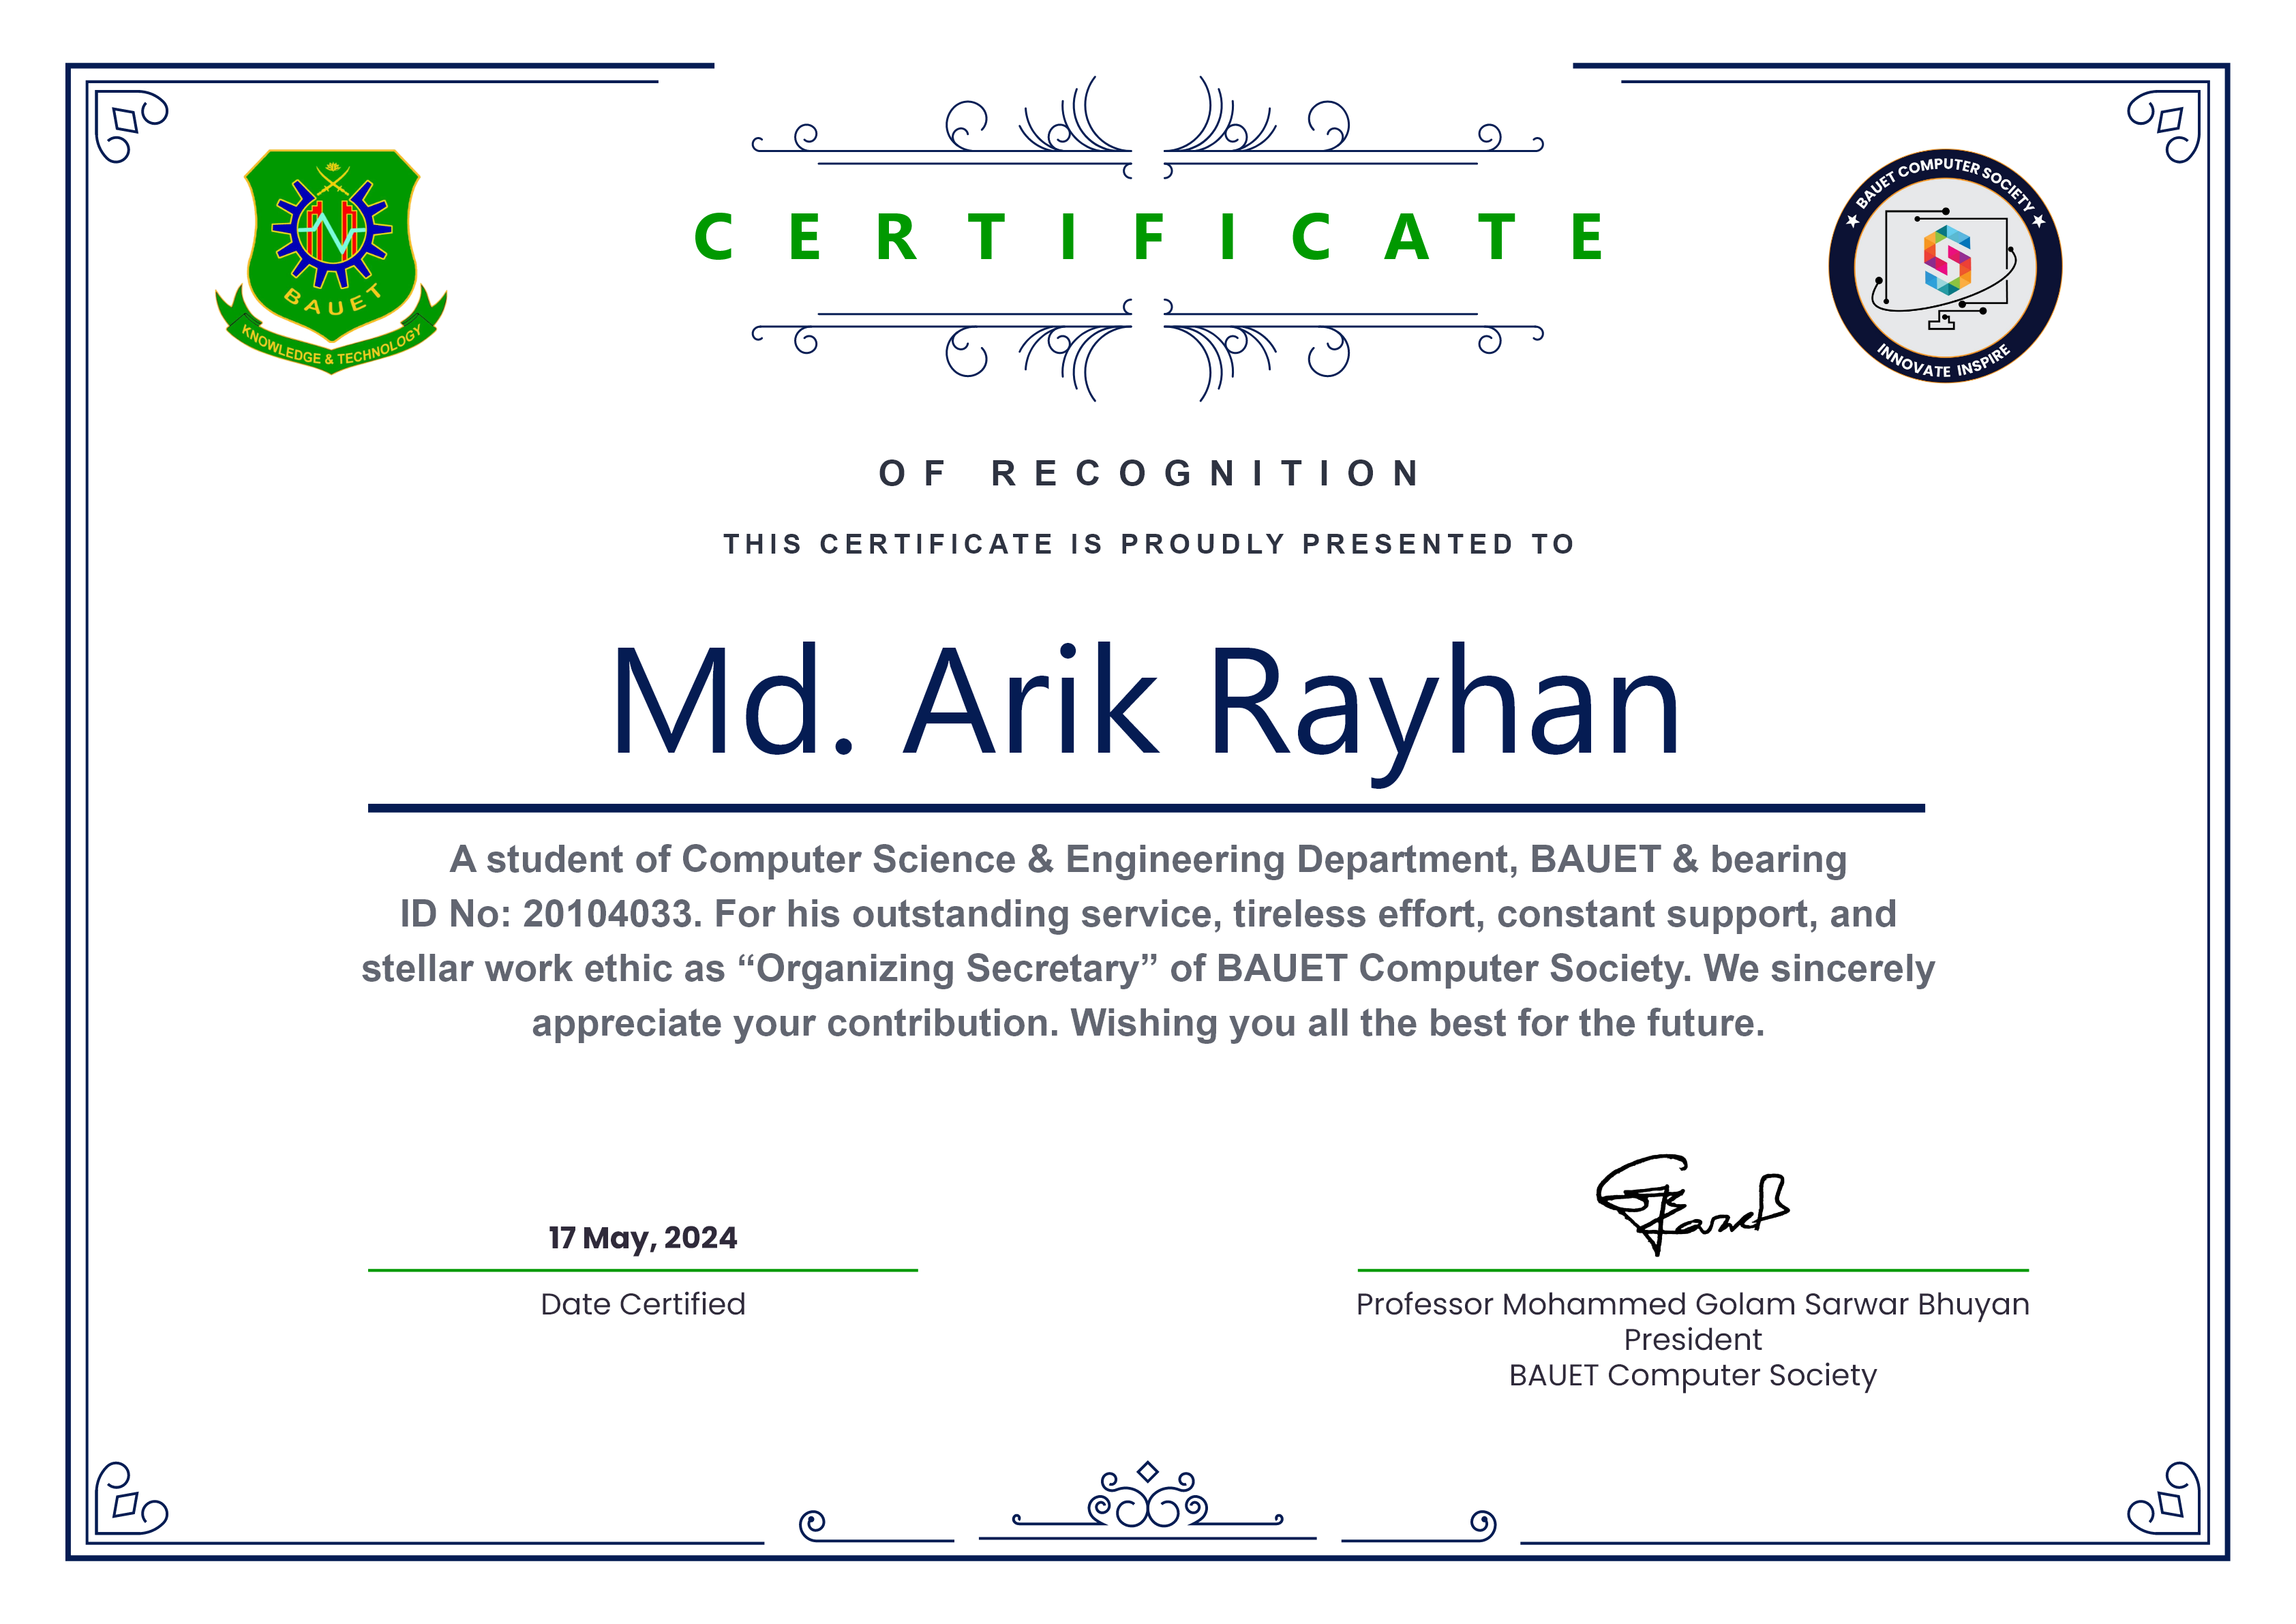 BAUET
KNOWLEDGE & TECHNOLOGY
CERTIFICATE
BAUET COMPUTER SOCIETY
INNOVATE INSPIRE
OF RECOGNITION
THIS CERTIFICATE IS PROUDLY PRESENTED TO
Md. Arik Rayhan
A student of Computer Science & Engineering Department, BAUET & bearing
ID No: 20104033. For his outstanding service, tireless effort, constant support, and
stellar work ethic as “Organizing Secretary” of BAUET Computer Society. We sincerely
appreciate your contribution. Wishing you all the best for the future.
17 May, 2024
Date Certified
Professor Mohammed Golam Sarwar Bhuyan
President
BAUET Computer Society